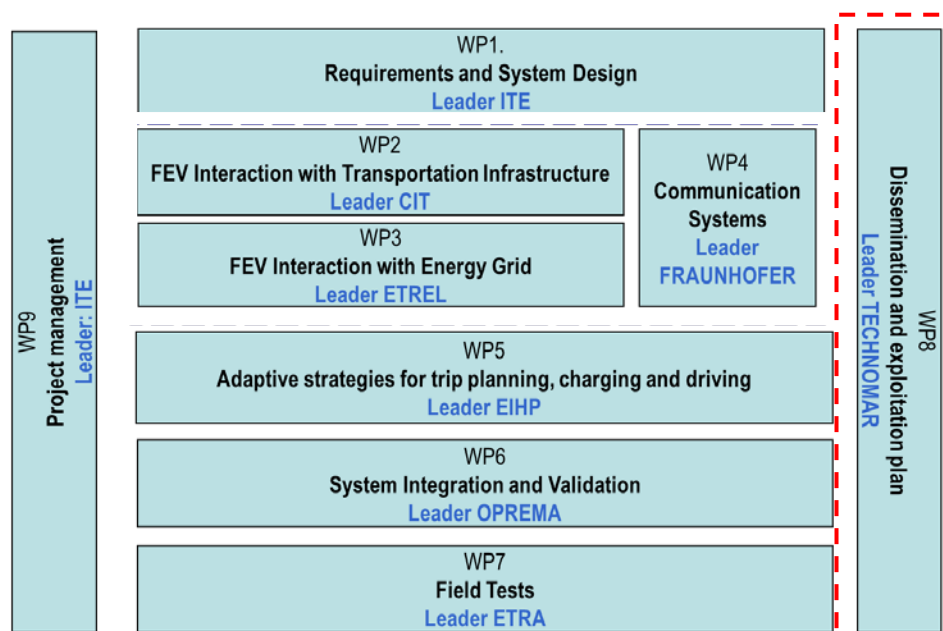 WP9
Project management
Leader: ITE
WP1.
Requirements and System Design
Leader ITE
WP2
FEV Interaction with Transportation Infrastructure
Leader CIT
WP3
FEV Interaction with Energy Grid
Leader ETREL
WP4
Communication
Systems
Leader
FRAUNHOFER
WP5
Adaptive strategies for trip planning, charging and driving
Leader EIHP
WP6
System Integration and Validation
Leader OPREMA
WP7
Field Tests
Leader ETRA
WP8
Dissemination and exploitation plan
Leader TECHNOMAR